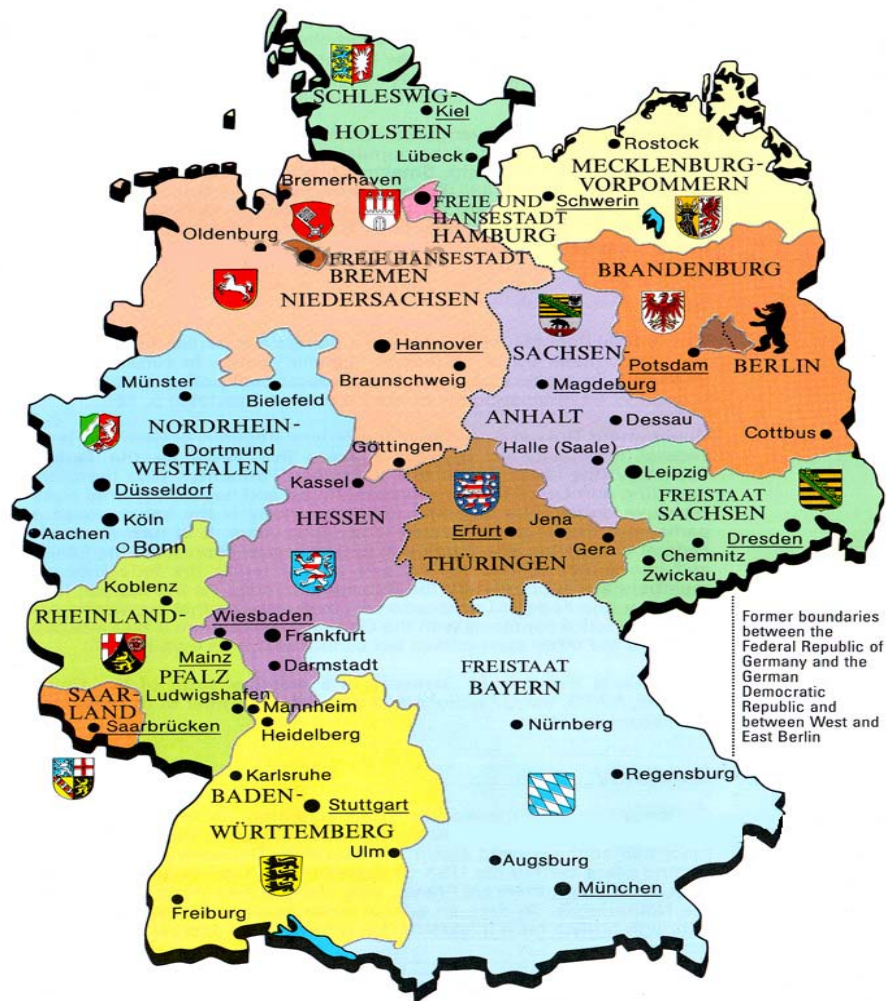 SCHLESWIG-
Kiel
HOLSTEIN
Lübeck
Rostock
MECKLENBURG-
VORPOMMERN
Schwerin
Bremerhaven
FREIE UND
HANSESTADT
HAMBURG
Oldenburg
FREIE HANSESTADT
BREMEN
NIEDERSACHSEN
Hannover
Braunschweig
Göttingen
BRANDENBURG
Potsdam
BERLIN
Cottbus
SACHSEN-
Magdeburg
ANHALT
Dessau
Halle (Saale)
Münster
Bielefeld
NORDRHEIN-
Dortmund
WESTFALEN
Düsseldorf
Köln
Aachen
Bonn
Kassel
HESSEN
Wiesbaden
Frankfurt
Darmstadt
Erfurt
Jena
Gera
THÜRINGEN
Leipzig
FREISTAAT
SACHSEN
Dresden
Chemnitz
Zwickau
Koblenz
RHEINLAND-
Mainz
PFALZ
Ludwigshafen
SAAR-
LAND
Saarbrücken
Mannheim
Heidelberg
Karlsruhe
BADEN-
Stuttgart
WÜRTTEMBERG
Ulm
Freiburg
FREISTAAT
BAYERN
Nürnberg
Regensburg
Augsburg
München
Former boundaries
between the
Federal Republic of
Germany and the
German
Democratic
Republic and
between West and
East Berlin